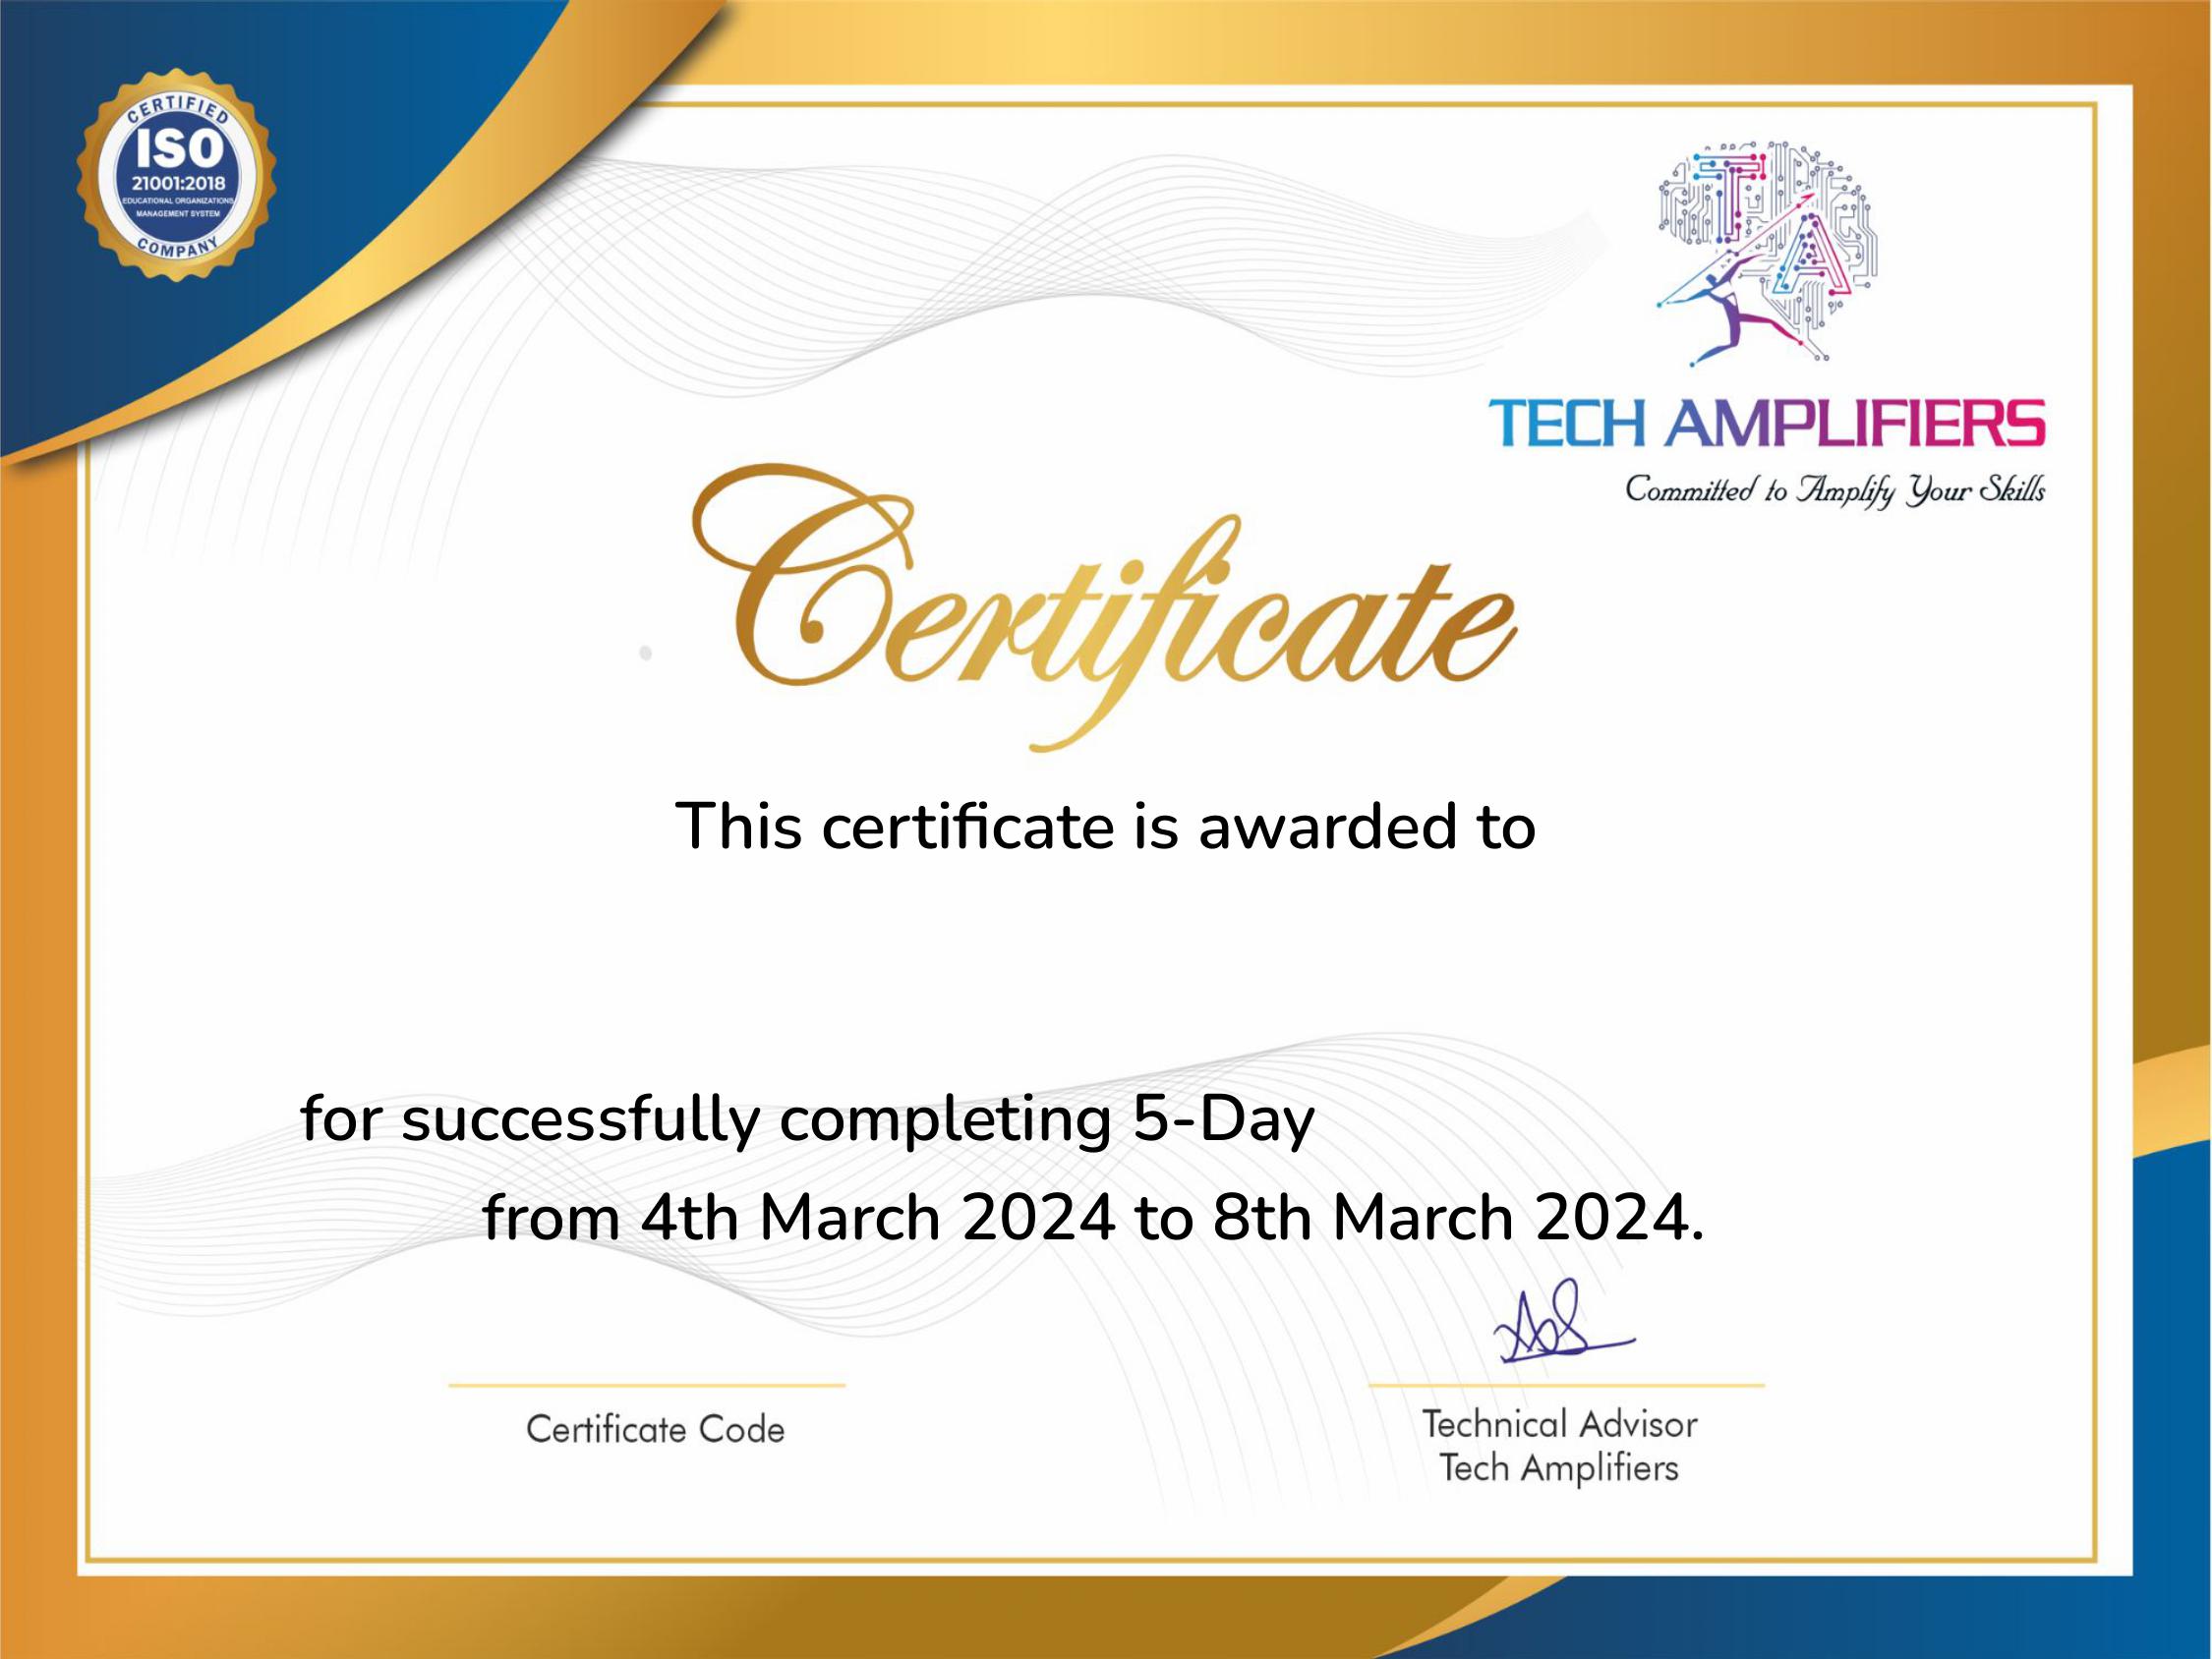 CERTIFIED
ISO
21001:2018
EDUCATIONAL ORGANIZATIONS
MANAGEMENT SYSTEM
COMPANY
TA
TECH AMPLIFIERS
Committed to Amplify Your Skills
Certificate
This certificate is awarded to
for successfully completing 5-Day
from 4th March 2024 to 8th March 2024.
Certificate Code
Technical Advisor
Tech Amplifiers